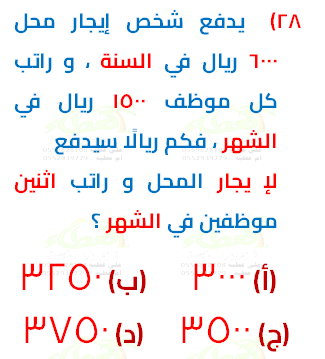 ٢٨) يدفع شخص إيجار محل
٦٠٠٠ ريال في السنة ، و راتب
كل موظف ١٥٠٠ ريال في
الشهر ، فكم ريالًا سيدفع
لإ يجار المحل و راتب اثنين
موظفين في الشهر ؟
(أ) ٣٠٠٠ (ب) ٣٢٥٠
(ج) ٣٥٠٠ (د) ٣٧٥٠